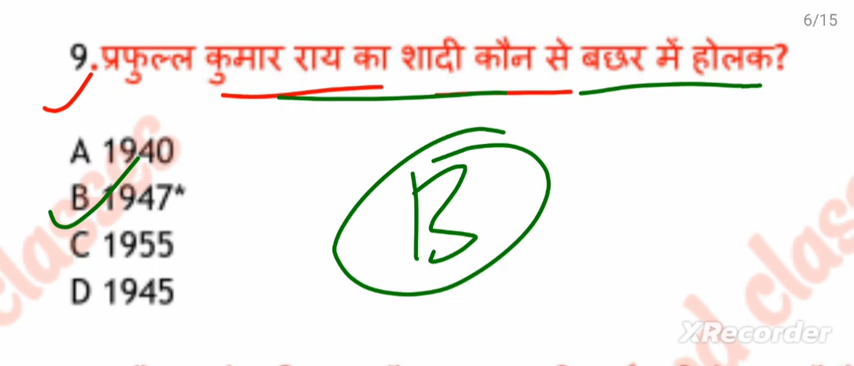 6/15
9.प्रफुल्ल कुमार राय का शादी कौन से बछर में होलक?
A 1940
B 1947*
B
C 1955
D 1945
XRecorder